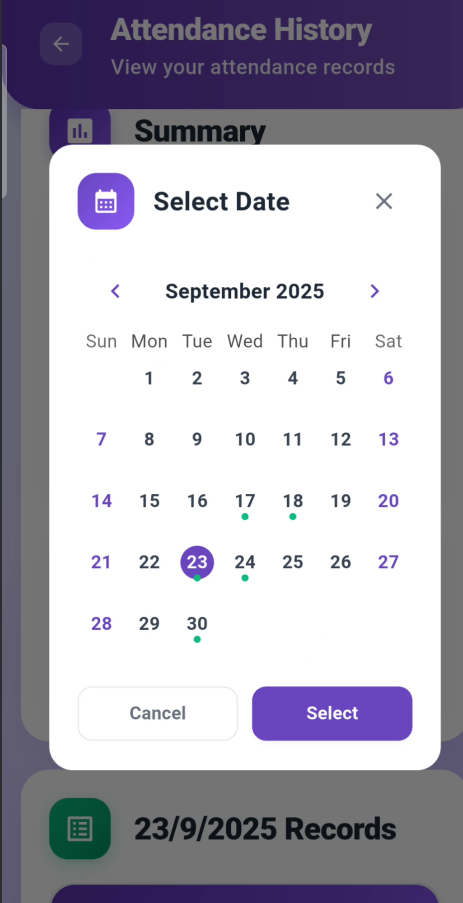 Attendance History
View your attendance records
Summary
Select Date
September 2025
Sun Mon Tue Wed Thu Fri Sat
1 2 3 4 5 6
7 8 9 10 11 12 13
14 15 16 17 18 19 20
21 22 23 24 25 26 27
28 29 30
Cancel Select
23/9/2025 Records